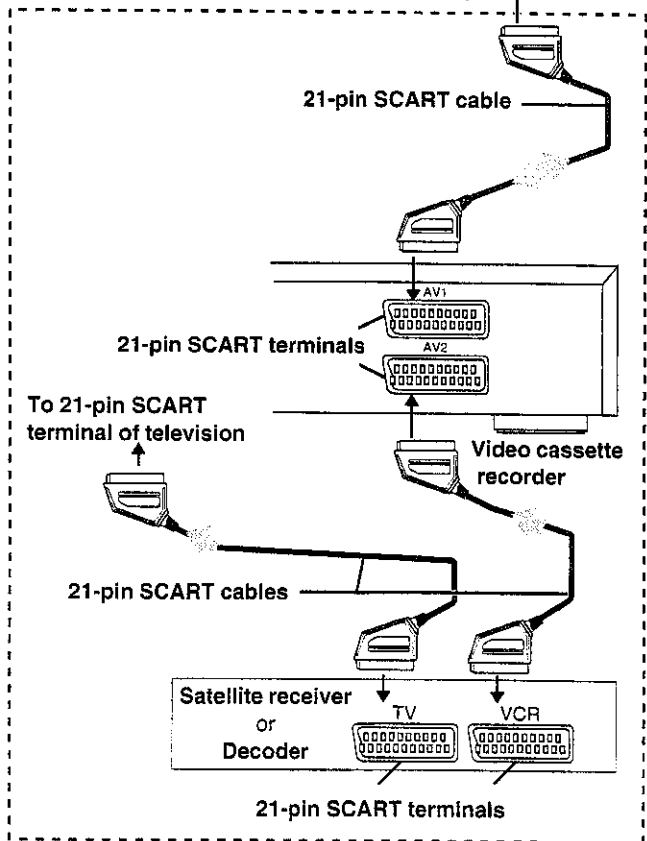 21-pin SCART cable
AV1
21-pin SCART terminals
AV2
To 21-pin SCART
terminal of television
Video cassette
recorder
21-pin SCART cables
Satellite receiver
or
Decoder
TV
VCR
21-pin SCART terminals